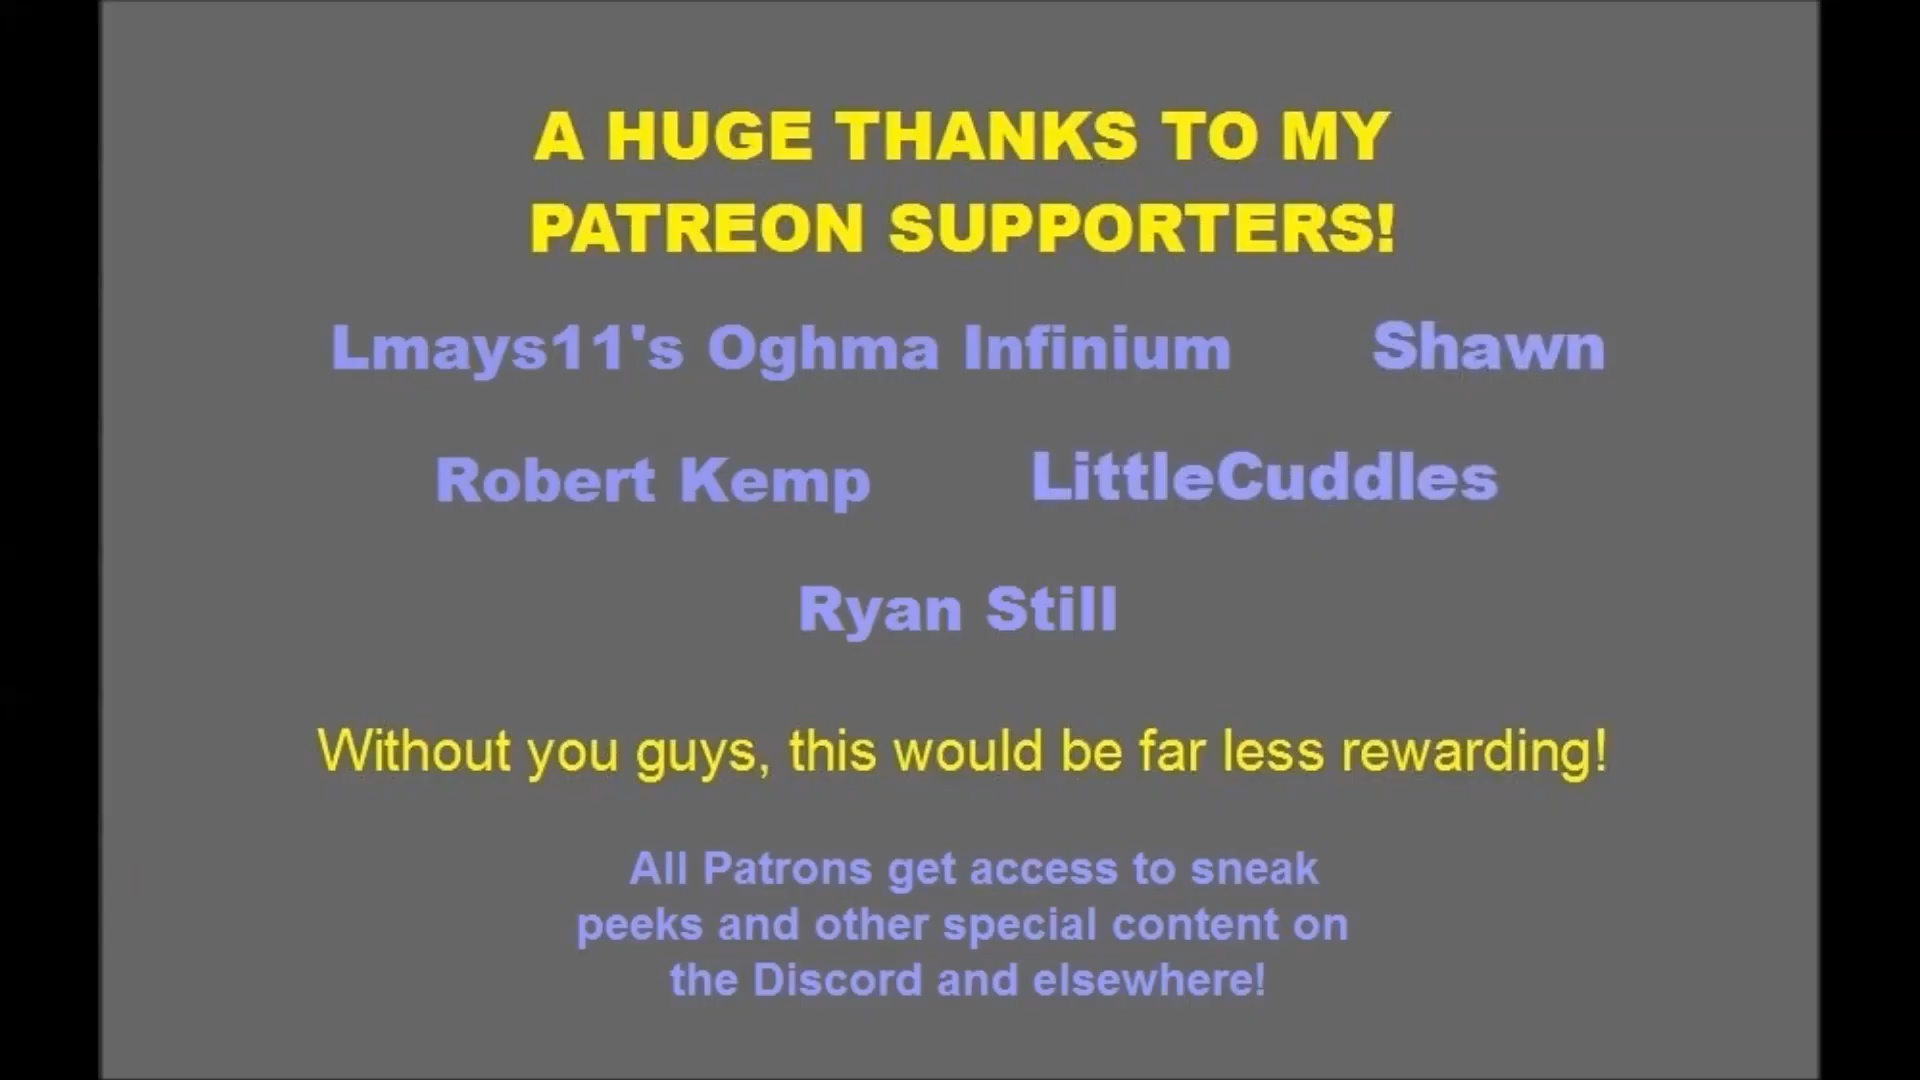 A HUGE THANKS TO MY
PATREON SUPPORTERS!
Lmays11's Oghma Infinium Shawn
Robert Kemp LittleCuddles
Ryan Still
Without you guys, this would be far less rewarding!
All Patrons get access to sneak
peeks and other special content on
the Discord and elsewhere!